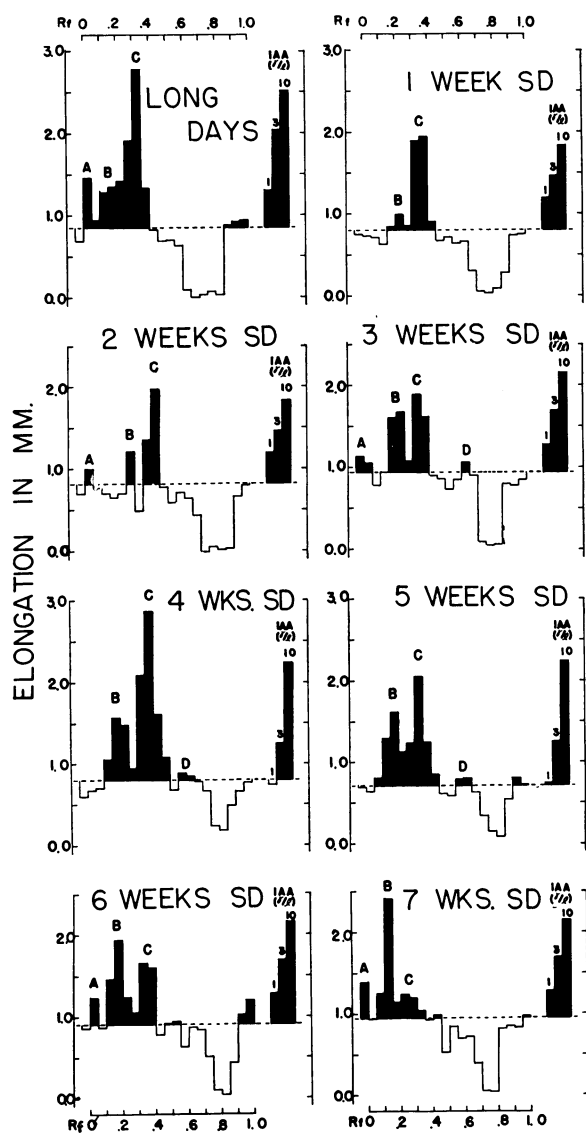 Rf 0 .2 .4 .6 .8 1.0
Rf 0 .2 .4 .6 .8 1.0
ELONGATION IN MM.
LONG
DAYS
3.0
2.0
1.0
0.0
A
B
C
IAA
1
3
10
1 WEEK SD
3.0
2.0
1.0
0.0
B
C
IAA
1
3
10
2 WEEKS SD
2.0
1.0
0.0
A
B
C
IAA
1
3
10
3 WEEKS SD
2.0
1.0
0.0
A
B
C
D
IAA
1
3
10
4 WKS. SD
3.0
2.0
1.0
0.0
B
C
D
IAA
1
3
10
5 WEEKS SD
3.0
2.0
1.0
0.0
B
C
D
IAA
1
3
10
6 WEEKS SD
2.0
1.0
0.0
A
B
C
IAA
1
3
10
7 WKS. SD
2.0
1.0
0.0
A
B
C
IAA
1
3
10
Rf 0 .2 .4 .6 .8 1.0
Rf 0 .2 .4 .6 .8 1.0